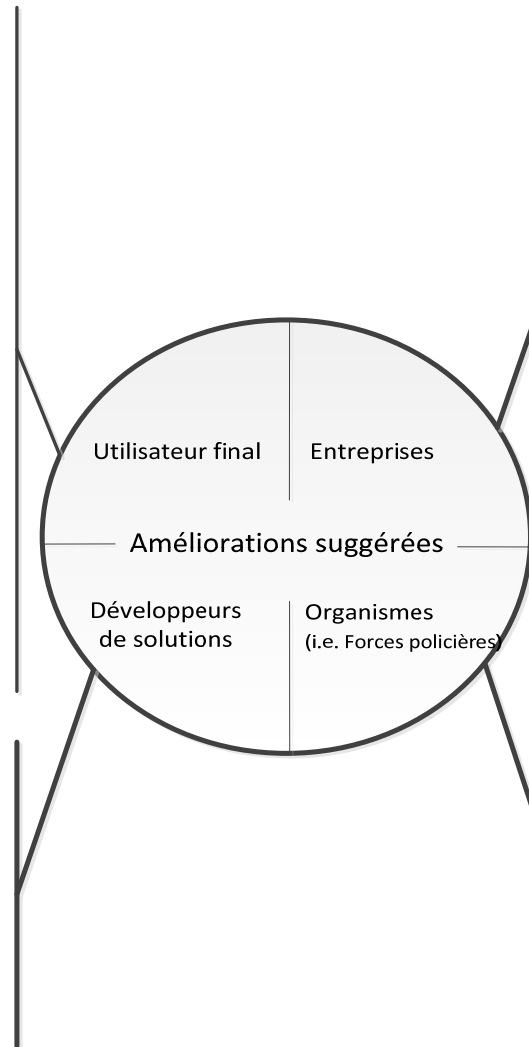 Utilisateur final
Entreprises
Améliorations suggérées
Développeurs
de solutions
Organismes
(i.e. Forces policières)